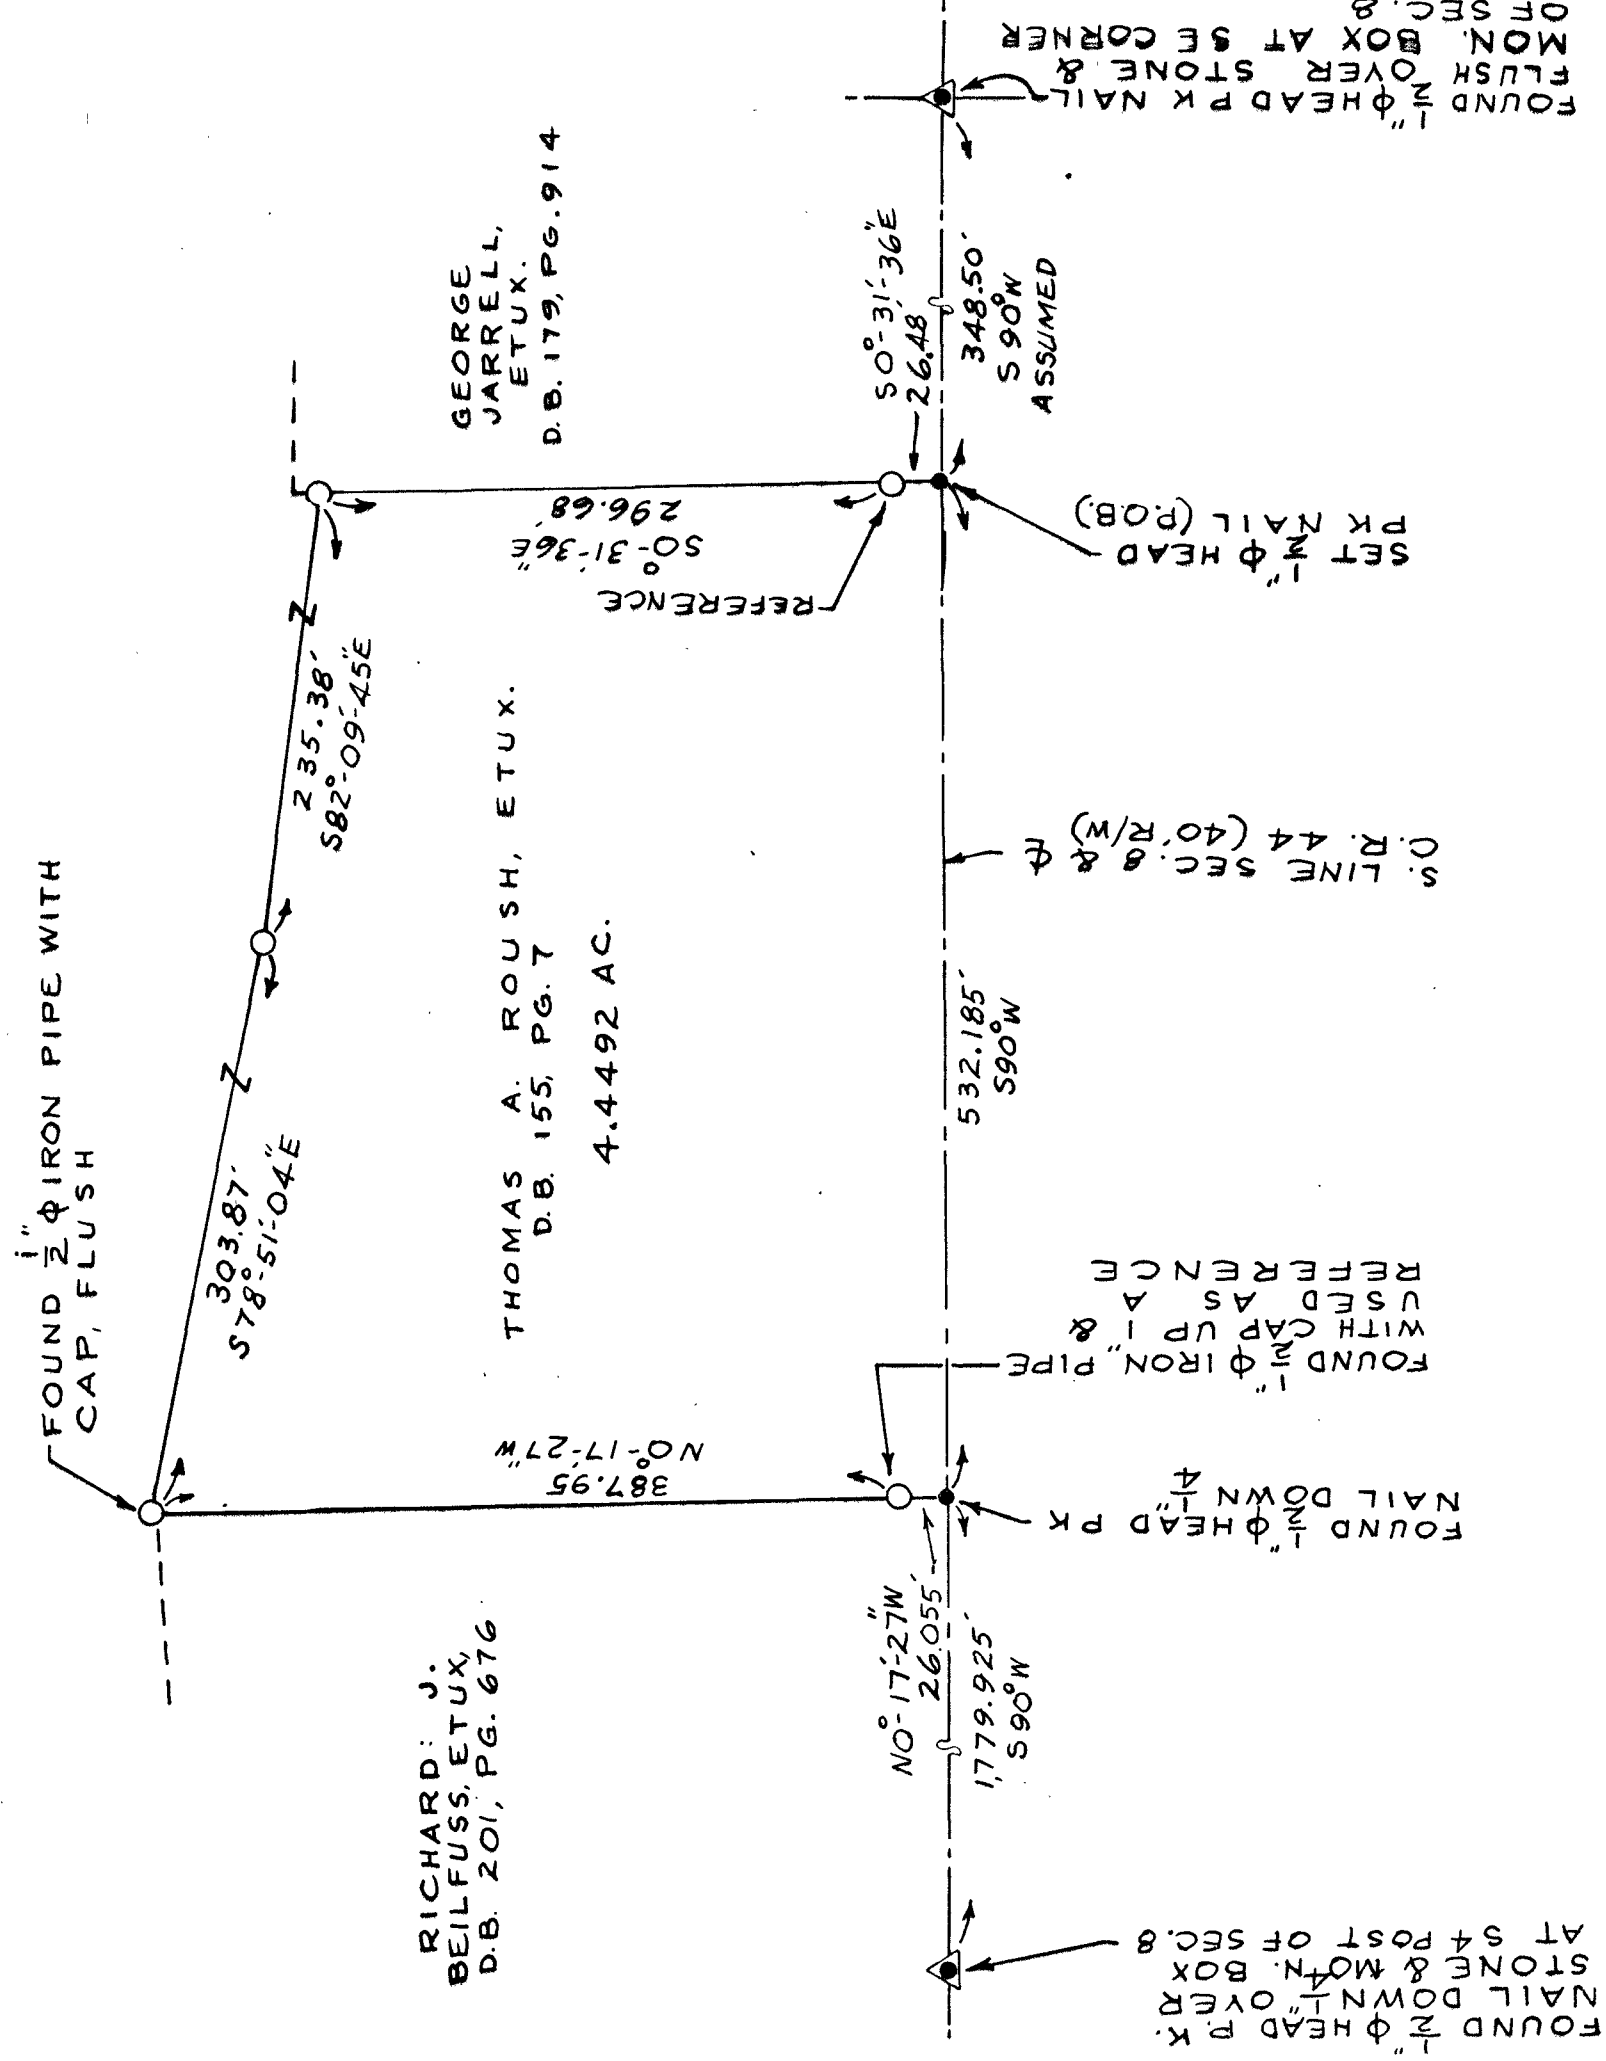 FOUND 1/2" Φ IRON PIPE WITH
CAP, FLUSH
303.87'
S78°-51'-04"E
235.38'
S82°-09'-45"E
RICHARD: J.
BEILFUSS, ETUX,
D.B. 201, PG. 676
387.95
N0°-17'-27"W
THOMAS A. ROUSH, ETUX.
D.B. 155, PG. 7
4.4492 AC.
296.68'
S0°-31'-36"E
REFERENCE
GEORGE
JARRELL,
ETUX.
D.B. 179, PG. 914
N0°-17'-27"W
26.055'
1,779.925'
S90°W
532.185'
S90°W
S0°-31'-36"E
26.48
348.50'
S90°W
ASSUMED
FOUND 1/2" Φ HEAD P.K.
NAIL DOWN 1/4" OVER
STONE & MON. BOX
AT S4 POST OF SEC. 8
FOUND 1/2" Φ HEAD PK
NAIL DOWN 1/4"
FOUND 1/2" Φ IRON PIPE
WITH CAP UP 1" &
USED AS A
REFERENCE
S. LINE SEC. 8 & ℄
C.R. 44 (40' R/W)
SET 1/2" Φ HEAD
PK NAIL (P.O.B.)
FOUND 1/2" Φ HEAD PK NAIL
FLUSH OVER STONE &
MON. BOX AT SE CORNER
OF SEC. 8